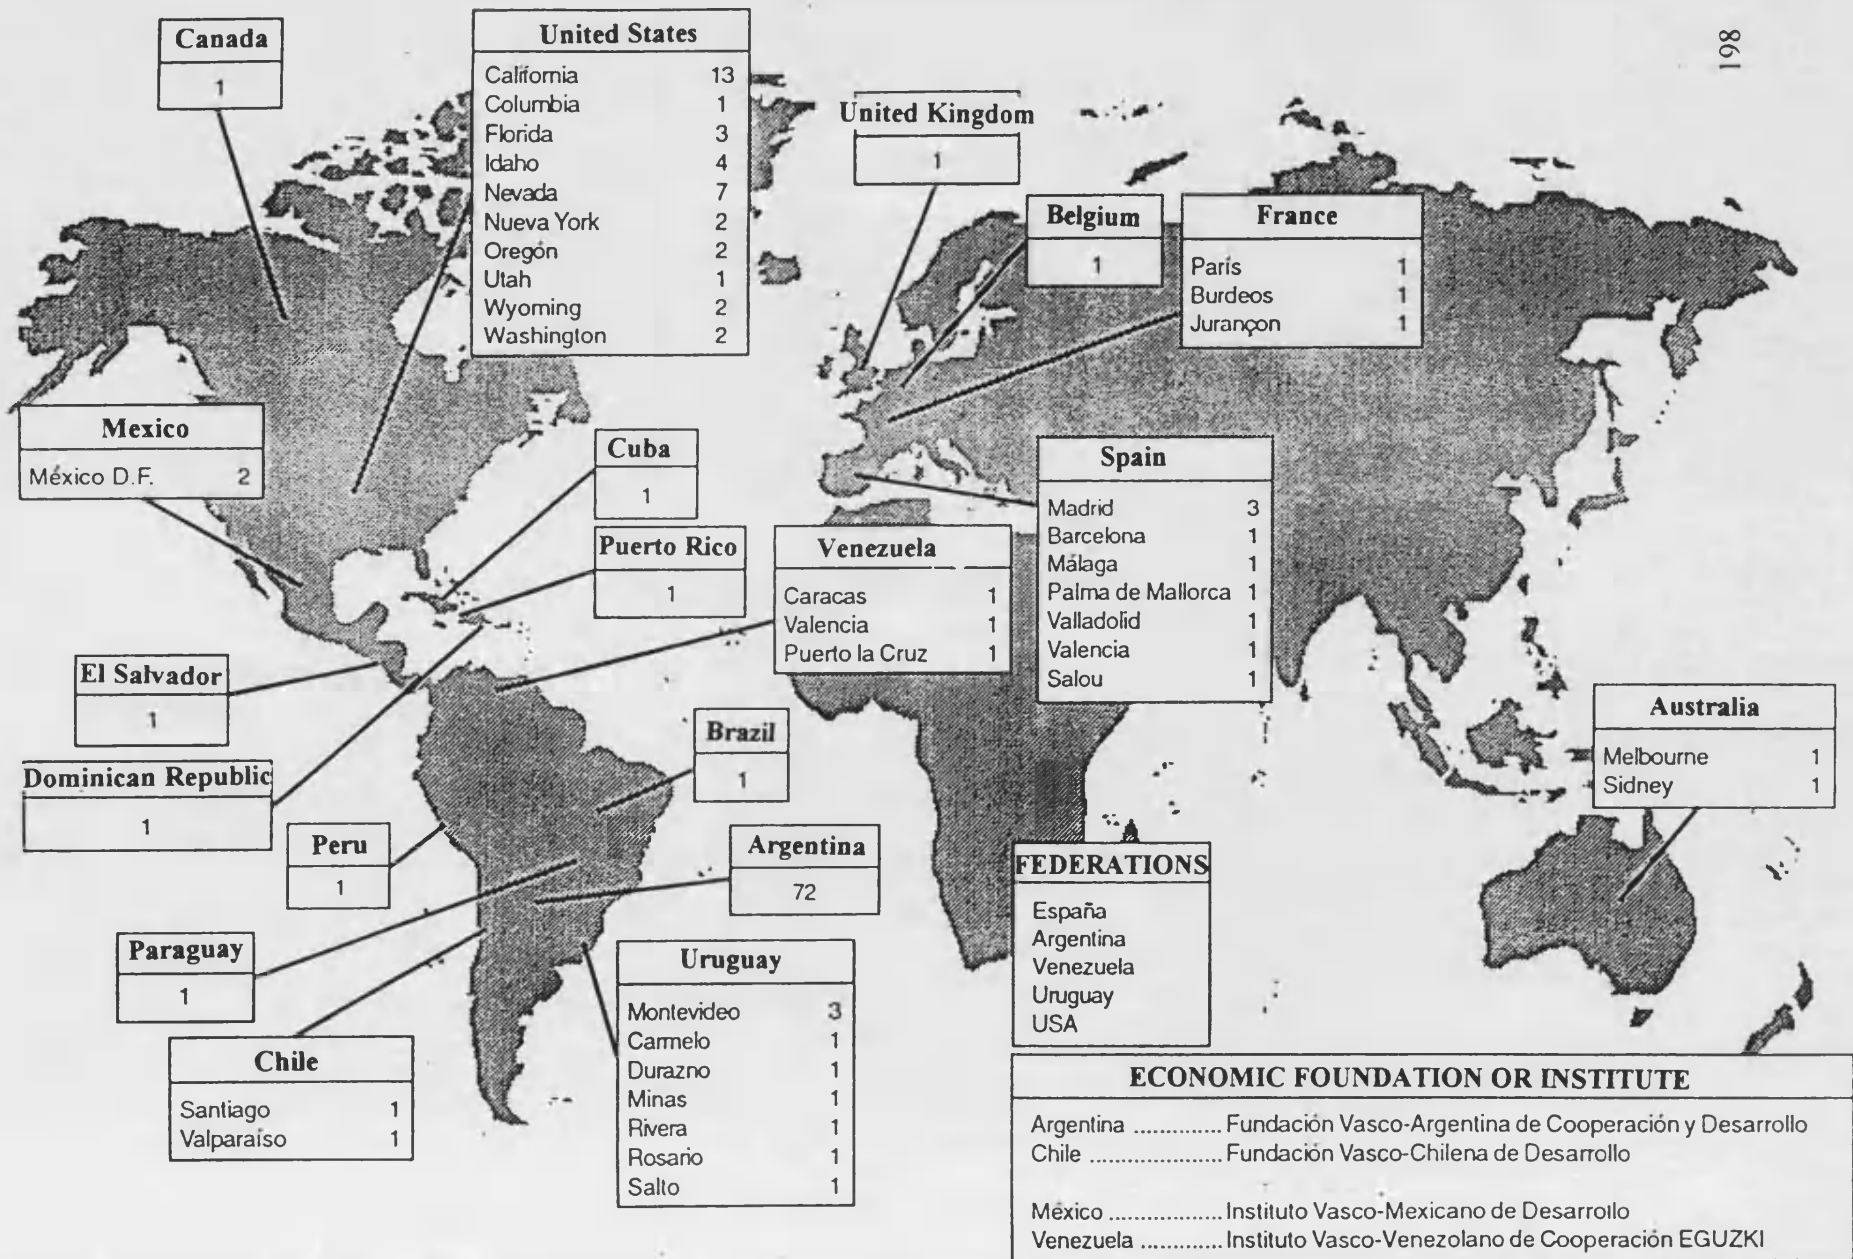 198
Canada
1
United States
California 13
Columbia 1
Florida 3
Idaho 4
Nevada 7
Nueva York 2
Oregón 2
Utah 1
Wyoming 2
Washington 2
United Kingdom
1
Belgium
1
France
París 1
Burdeos 1
Jurançon 1
Mexico
México D.F. 2
Cuba
1
Puerto Rico
1
Venezuela
Caracas 1
Valencia 1
Puerto la Cruz 1
Spain
Madrid 3
Barcelona 1
Málaga 1
Palma de Mallorca 1
Valladolid 1
Valencia 1
Salou 1
El Salvador
1
Dominican Republic
1
Brazil
1
Australia
Melbourne 1
Sidney 1
Peru
1
Argentina
72
Paraguay
1
Chile
Santiago 1
Valparaíso 1
Uruguay
Montevideo 3
Carmelo 1
Durazno 1
Minas 1
Rivera 1
Rosario 1
Salto 1
FEDERATIONS
España
Argentina
Venezuela
Uruguay
USA
ECONOMIC FOUNDATION OR INSTITUTE
Argentina ............. Fundación Vasco-Argentina de Cooperación y Desarrollo
Chile .................... Fundación Vasco-Chilena de Desarrollo
México ................. Instituto Vasco-Mexicano de Desarrollo
Venezuela ............ Instituto Vasco-Venezolano de Cooperación EGUZKI